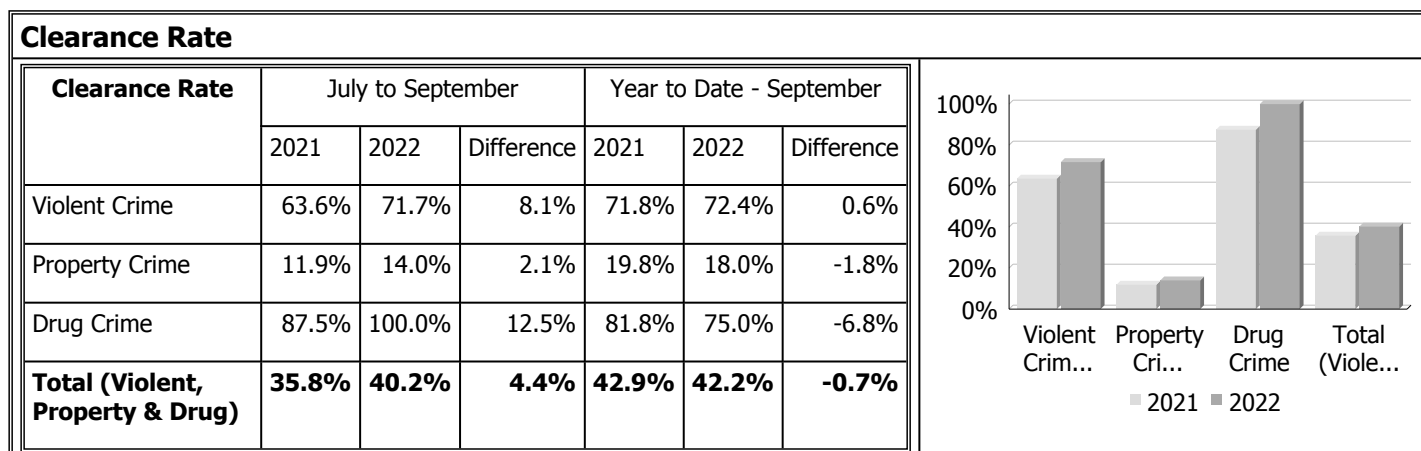 Clearance Rate
Clearance Rate July to September Year to Date - September
2021 2022 Difference 2021 2022 Difference
Violent Crime 63.6% 71.7% 8.1% 71.8% 72.4% 0.6%
Property Crime 11.9% 14.0% 2.1% 19.8% 18.0% -1.8%
Drug Crime 87.5% 100.0% 12.5% 81.8% 75.0% -6.8%
Total (Violent, 35.8% 40.2% 4.4% 42.9% 42.2% -0.7%
Property & Drug)
100%
80%
60%
40%
20%
0%
Violent Property Drug Total
Crim... Cri... Crime (Viole...
2021 2022